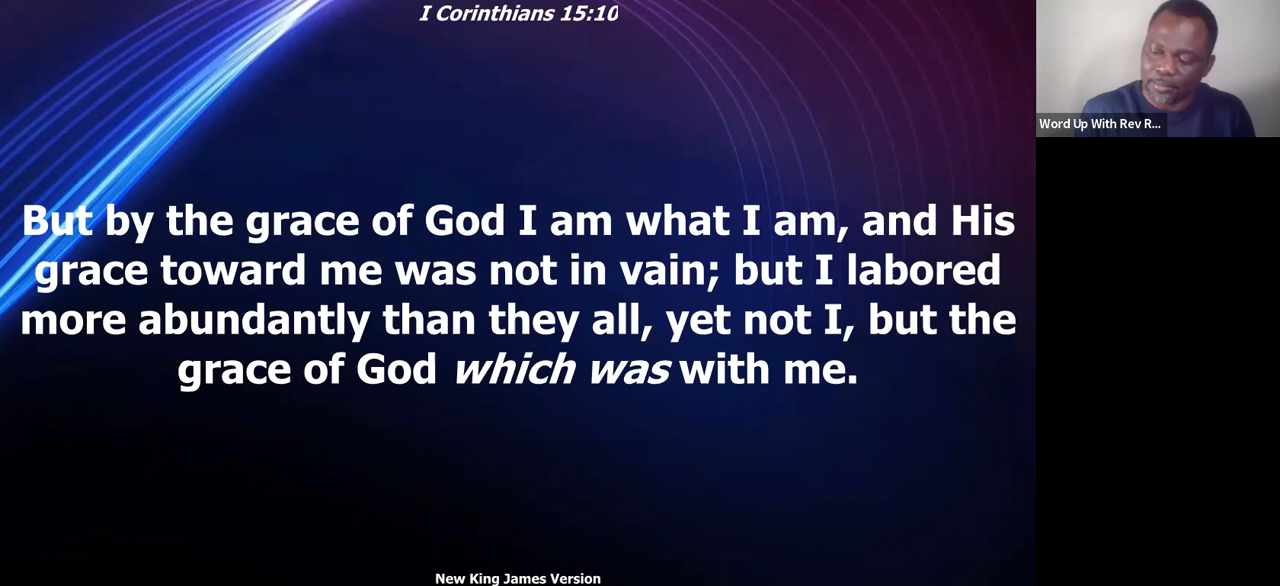 I Corinthians 15:10
Word Up With Rev R...
But by the grace of God I am what I am, and His
grace toward me was not in vain; but I labored
more abundantly than they all, yet not I, but the
grace of God which was with me.
New King James Version